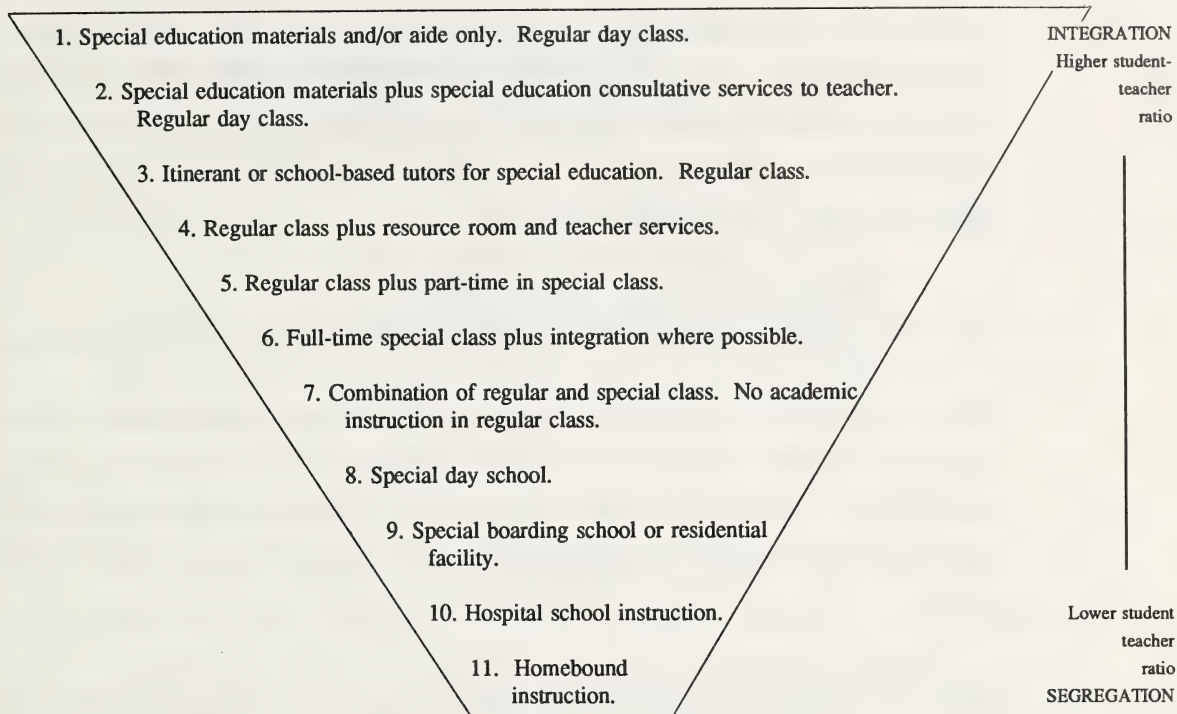 1. Special education materials and/or aide only. Regular day class.
2. Special education materials plus special education consultative services to teacher.
Regular day class.
3. Itinerant or school-based tutors for special education. Regular class.
4. Regular class plus resource room and teacher services.
5. Regular class plus part-time in special class.
6. Full-time special class plus integration where possible.
7. Combination of regular and special class. No academic
instruction in regular class.
8. Special day school.
9. Special boarding school or residential
facility.
10. Hospital school instruction.
11. Homebound
instruction.
INTEGRATION
Higher student-
teacher
ratio
Lower student
teacher
ratio
SEGREGATION